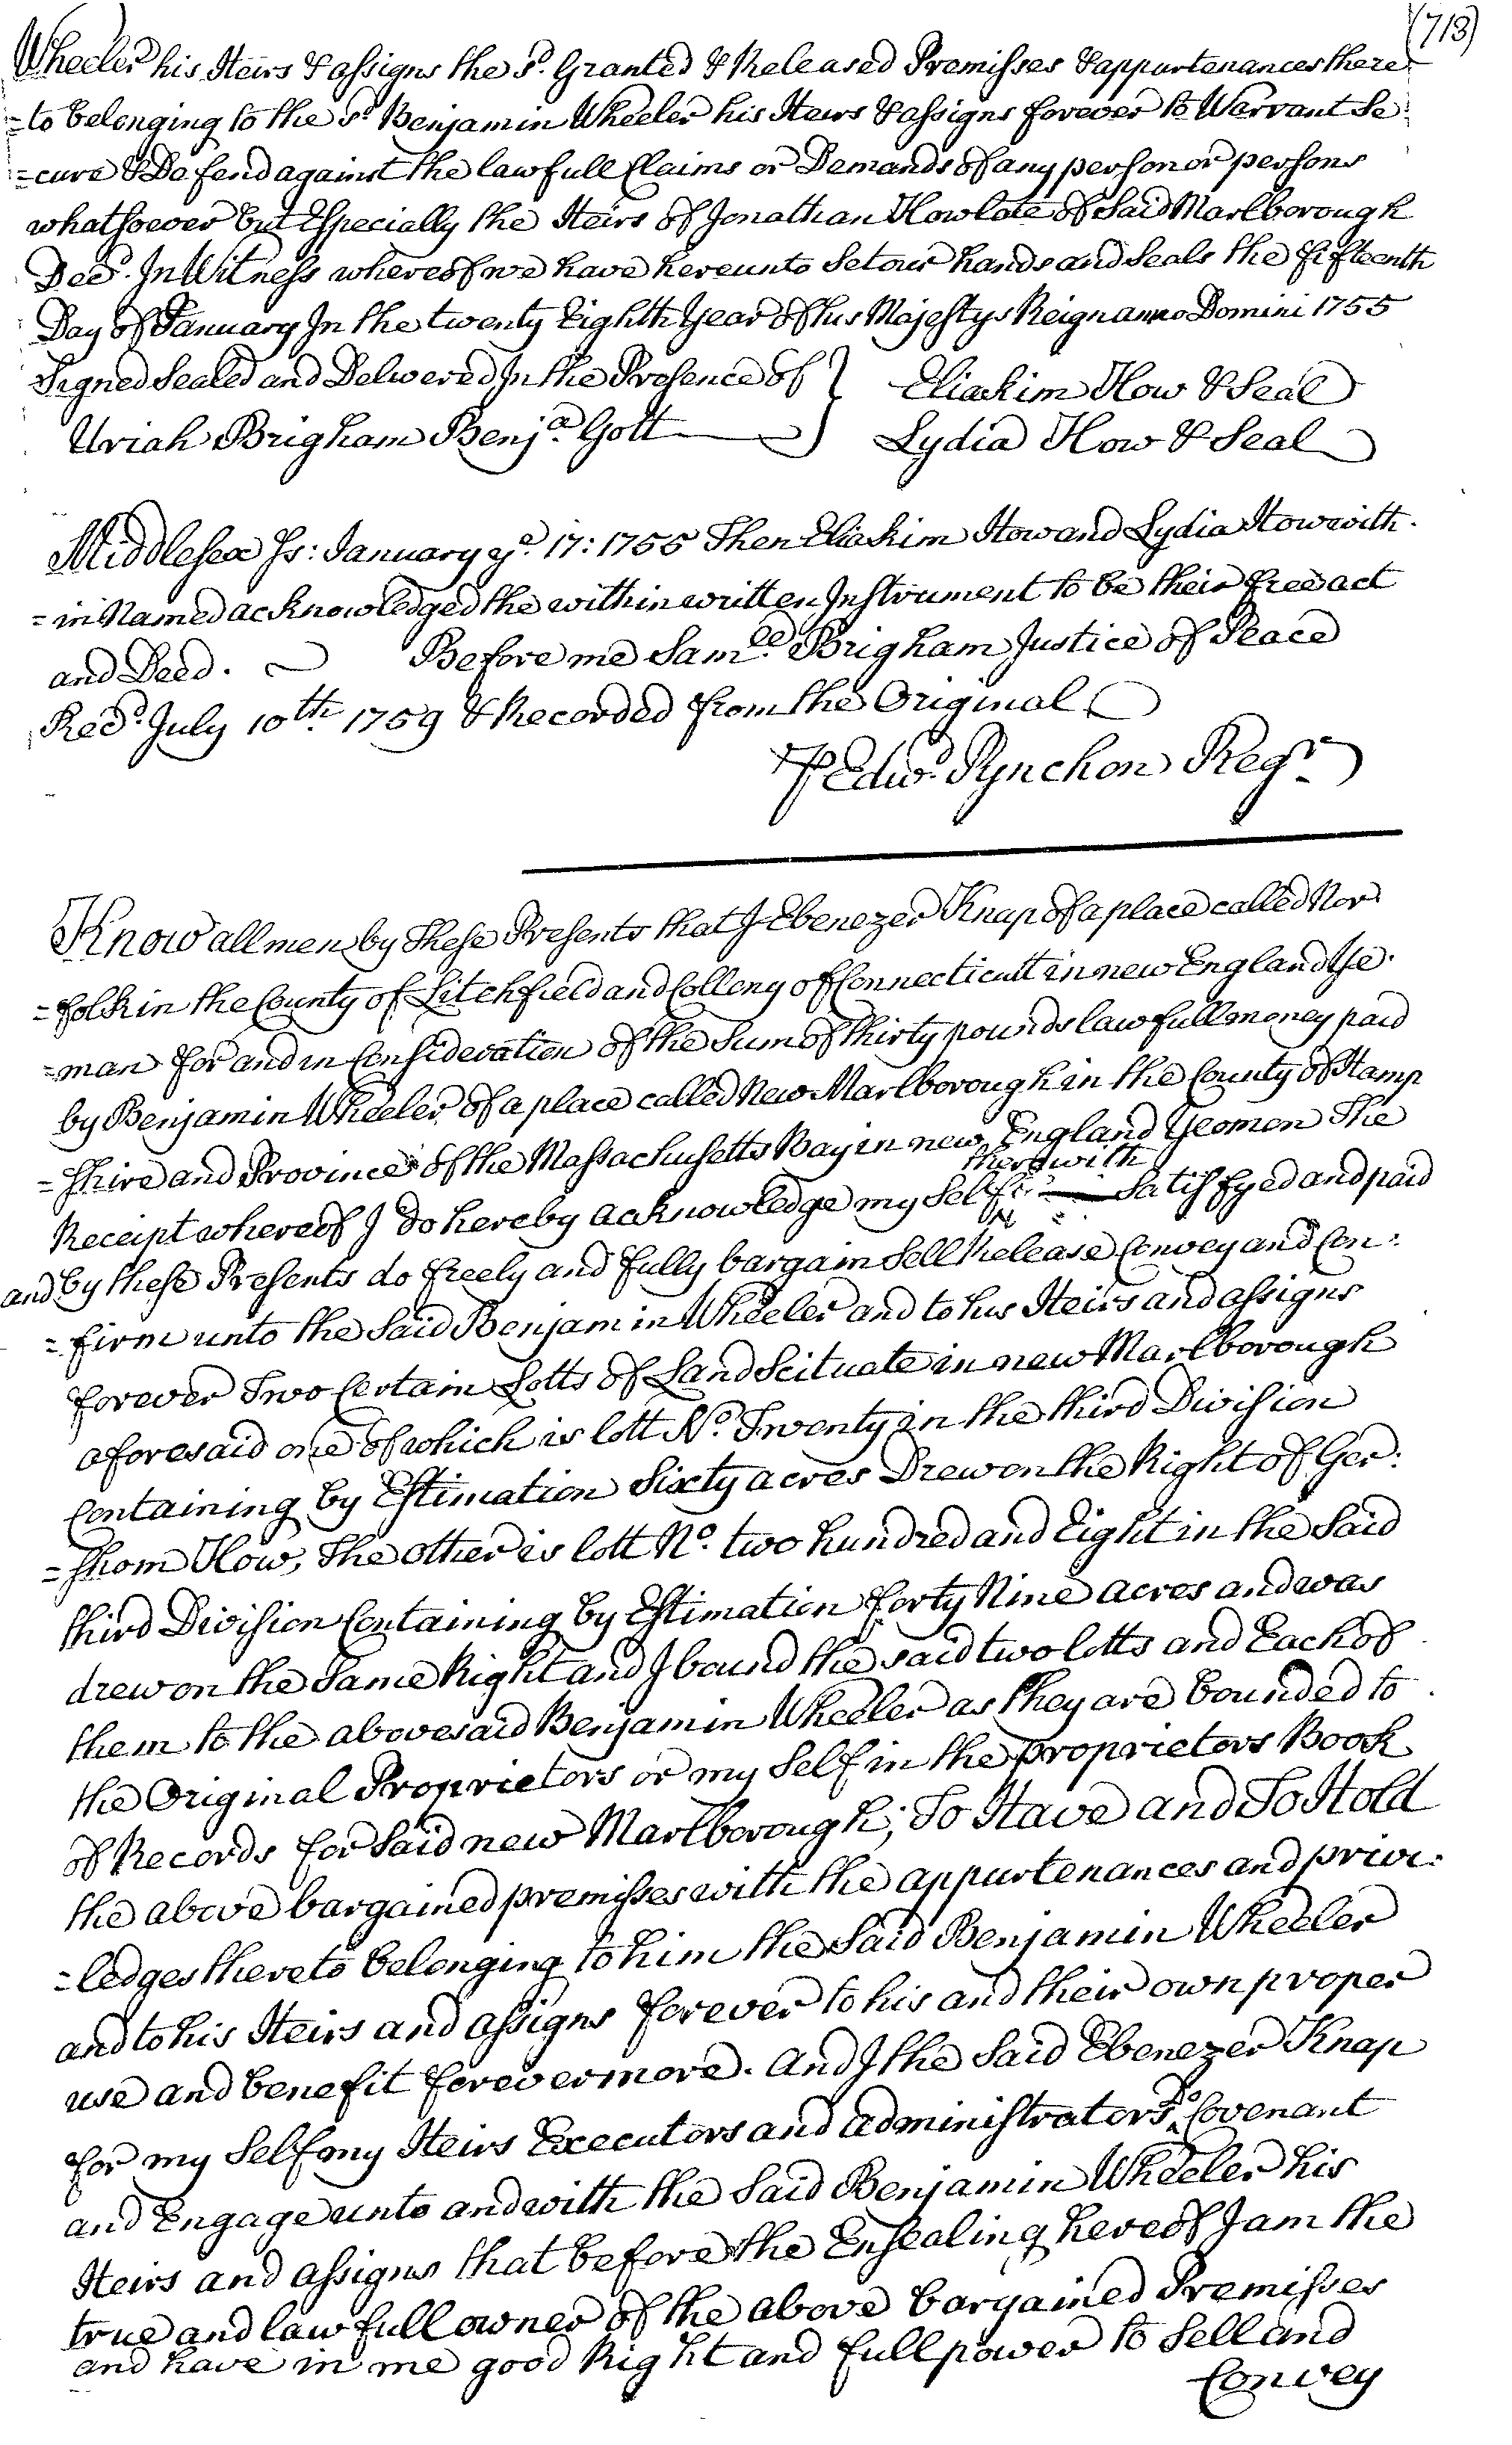 (713)
Wheeler his Heirs & assigns the sd. Granted & Released Premisses & appurtenances there
=to belonging to the sd. Benjamin Wheeler his Heirs & assigns forever to Warrant Se
=cure & Defend against the lawfull Claims or Demands of any person or persons
whatsoever but Especially the Heirs of Jonathan How late of Said Marlborough
Decd. In Witness whereof we have hereunto Set our hands and Seals the fifteenth
Day of January In the twenty Eighth Year of his Majestys Reign anno Domini 1755
Signed Sealed and Delivered In the Presence of } Eliakim How & Seal
Uriah Brigham Benja. Gott } Lydia How & Seal
Middlesex Ss: January ye. 17: 1755 Then Eliakim How and Lydia How with
=in Named acknowledged the within written Instrument to be their free act
and Deed. Before me Samll. Brigham Justice of Peace
Recd. July 10th. 1759 & Recorded from the Original
P Edwd. Pynchon Regr.
Know all men by These Presents that I Ebenezer Knap of a place called Nor
=folk in the County of Litchfield and Collony of Connecticutt in new England Ye
=man for and in Consideration of the Sum of thirty pounds lawfull money paid
by Benjamin Wheeler of a place called New Marlborough in the County of Hamp
=shire and Province of the Massachusetts Bay in new England Yeomen The
therewith
Receipt whereof I do hereby acknowledge my Self Satisfyed and paid
and by these Presents do freely and fully bargain Sell Release Convey and Con:
=firm unto the Said Benjamin Wheeler and to his Heirs and assigns
forever Two Certain Lotts of Land Scituate in new Marlborough
aforesaid one of which is lott No. Twenty in the third Division
Containing by Estimation Sixty acres Drew on the Right of Ger:
=shom How, The other is lott No. two hundred and Eight in the Said
third Division Containing by Estimation forty Nine acres and was
drew on the Same Right and I bound the said two lotts and Each of
them to the abovesaid Benjamin Wheeler as they are bounded to
the Original Proprietors or my Self in the proprietors Book
of Records for Said new Marlborough; To Have and To Hold
the above bargained premisses with the appurtenances and privi:
=ledges thereto belonging to him the Said Benjamin Wheeler
and to his Heirs and assigns forever to his and their own proper
use and benefit forevermore. And I the Said Ebenezer Knap
for my Self my Heirs Executors and administrators Do Covenant
and Engage unto and with the Said Benjamin Wheeler his
Heirs and assigns that before the Ensealing hereof I am the
true and lawfull owner of the above bargained Premisses
and have in me good Right and full power to Sell and
Convey